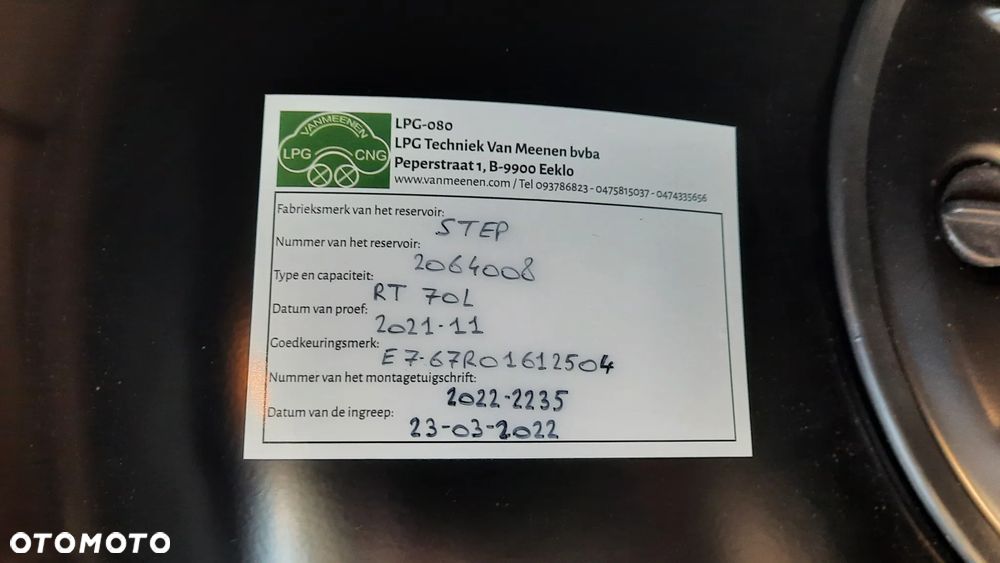 VANMEENEN
LPG CNG
LPG-080
LPG Techniek Van Meenen bvba
Peperstraat 1, B-9900 Eeklo
www.vanmeenen.com / Tel 093786823 - 0475815037 - 0474335656
Fabrieksmerk van het reservoir: STEP
Nummer van het reservoir: 2064008
Type en capaciteit: RT 70L
Datum van proef: 2021-11
Goedkeuringsmerk: E7-67R01612504
Nummer van het montagetuigschrift: 2022-2235
Datum van de ingreep: 23-03-2022
OTOMOTO